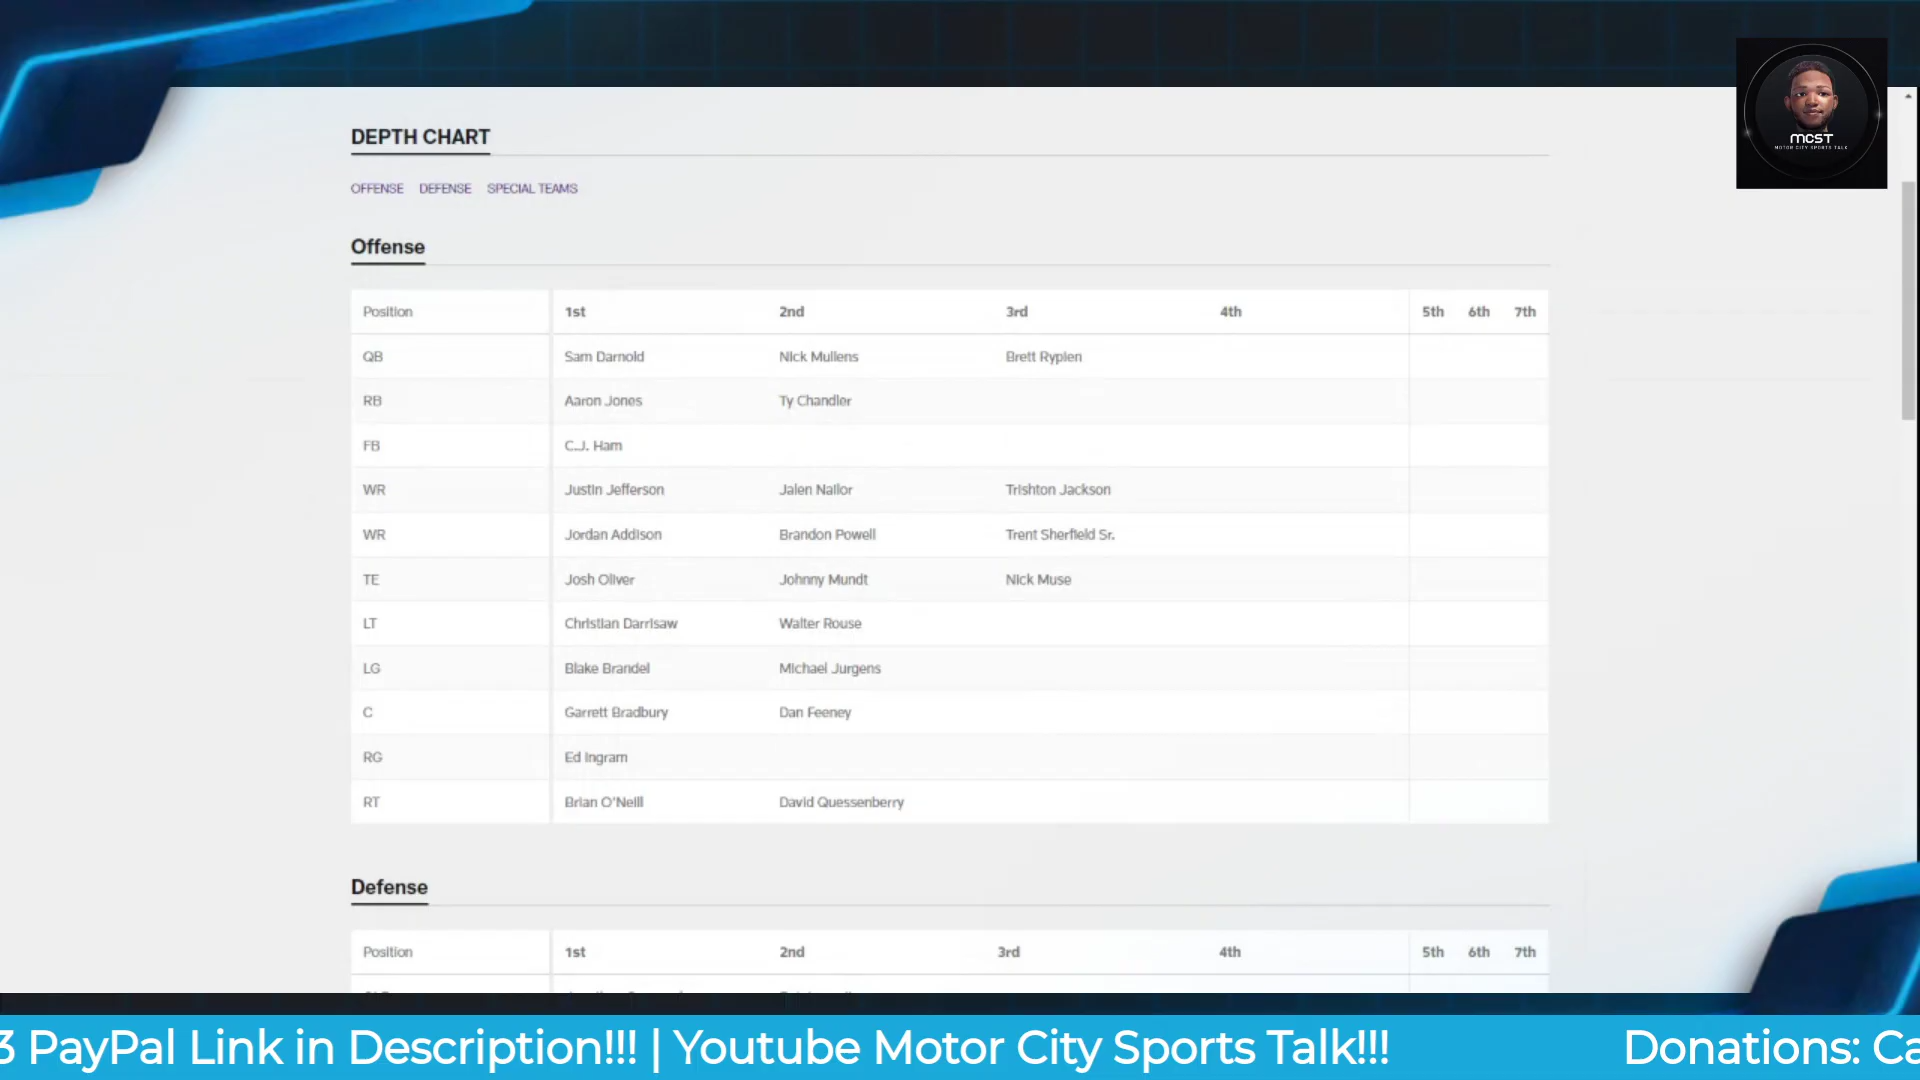 MCST
MOTOR CITY SPORTS TALK
DEPTH CHART
OFFENSE DEFENSE SPECIAL TEAMS
Offense
Position 1st 2nd 3rd 4th 5th 6th 7th
QB Sam Darnold Nick Mullens Brett Rypien
RB Aaron Jones Ty Chandler
FB C.J. Ham
WR Justin Jefferson Jalen Nailor Trishton Jackson
WR Jordan Addison Brandon Powell Trent Sherfield Sr.
TE Josh Oliver Johnny Mundt Nick Muse
LT Christian Darrisaw Walter Rouse
LG Blake Brandel Michael Jurgens
C Garrett Bradbury Dan Feeney
RG Ed Ingram
RT Brian O'Neill David Quessenberry
Defense
Position 1st 2nd 3rd 4th 5th 6th 7th
3 PayPal Link in Description!!! | Youtube Motor City Sports Talk!!! Donations: Ca